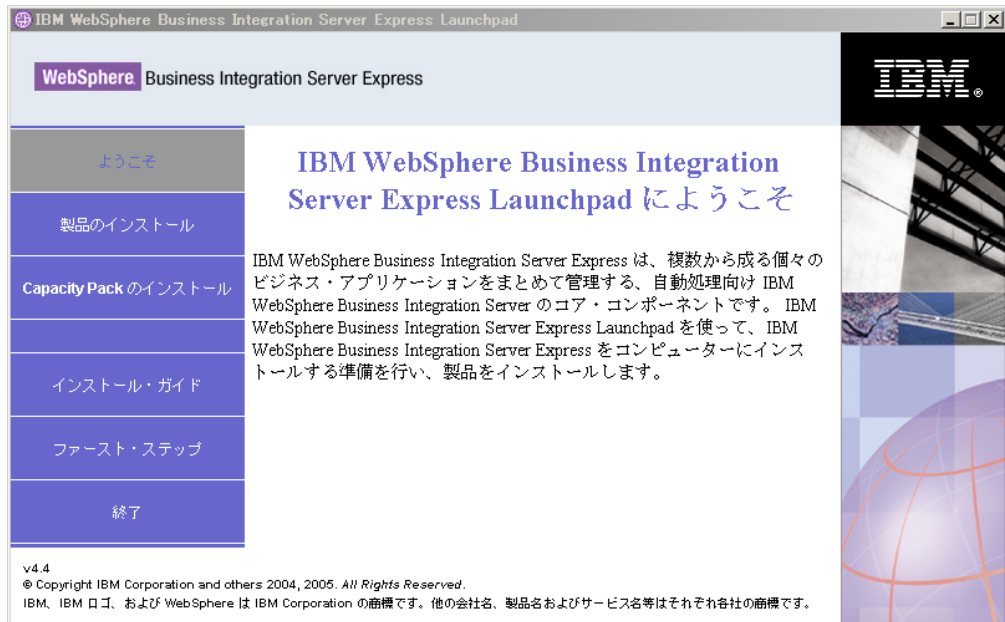 IBM WebSphere Business Integration Server Express Launchpad
WebSphere. Business Integration Server Express
IBM®
ようこそ
製品のインストール
Capacity Pack のインストール
インストール・ガイド
ファースト・ステップ
終了
IBM WebSphere Business Integration
Server Express Launchpad にようこそ
IBM WebSphere Business Integration Server Express は、複数から成る個々の
ビジネス・アプリケーションをまとめて管理する、自動処理向け IBM
WebSphere Business Integration Server のコア・コンポーネントです。 IBM
WebSphere Business Integration Server Express Launchpad を使って、IBM
WebSphere Business Integration Server Express をコンピューターにインス
トールする準備を行い、製品をインストールします。
v4.4
© Copyright IBM Corporation and others 2004, 2005. All Rights Reserved.
IBM、IBM ロゴ、および WebSphere は IBM Corporation の商標です。他の会社名、製品名およびサービス名等はそれぞれ各社の商標です。